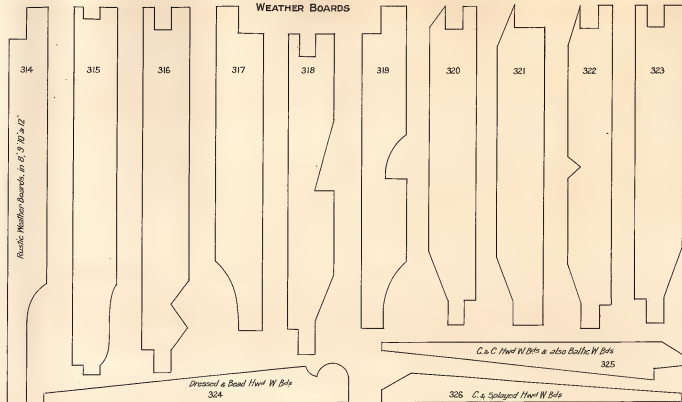 WEATHER BOARDS
314
315
316
317
318
319
320
321
322
323
Rustic Weather Boards, in 8", 9", 10" & 12"
C. & C Hwd W. Bds & also Baltic W Bds
325
Dressed & Bead Hwd W Bds
324
326 C. & Splayed Hwd W Bds